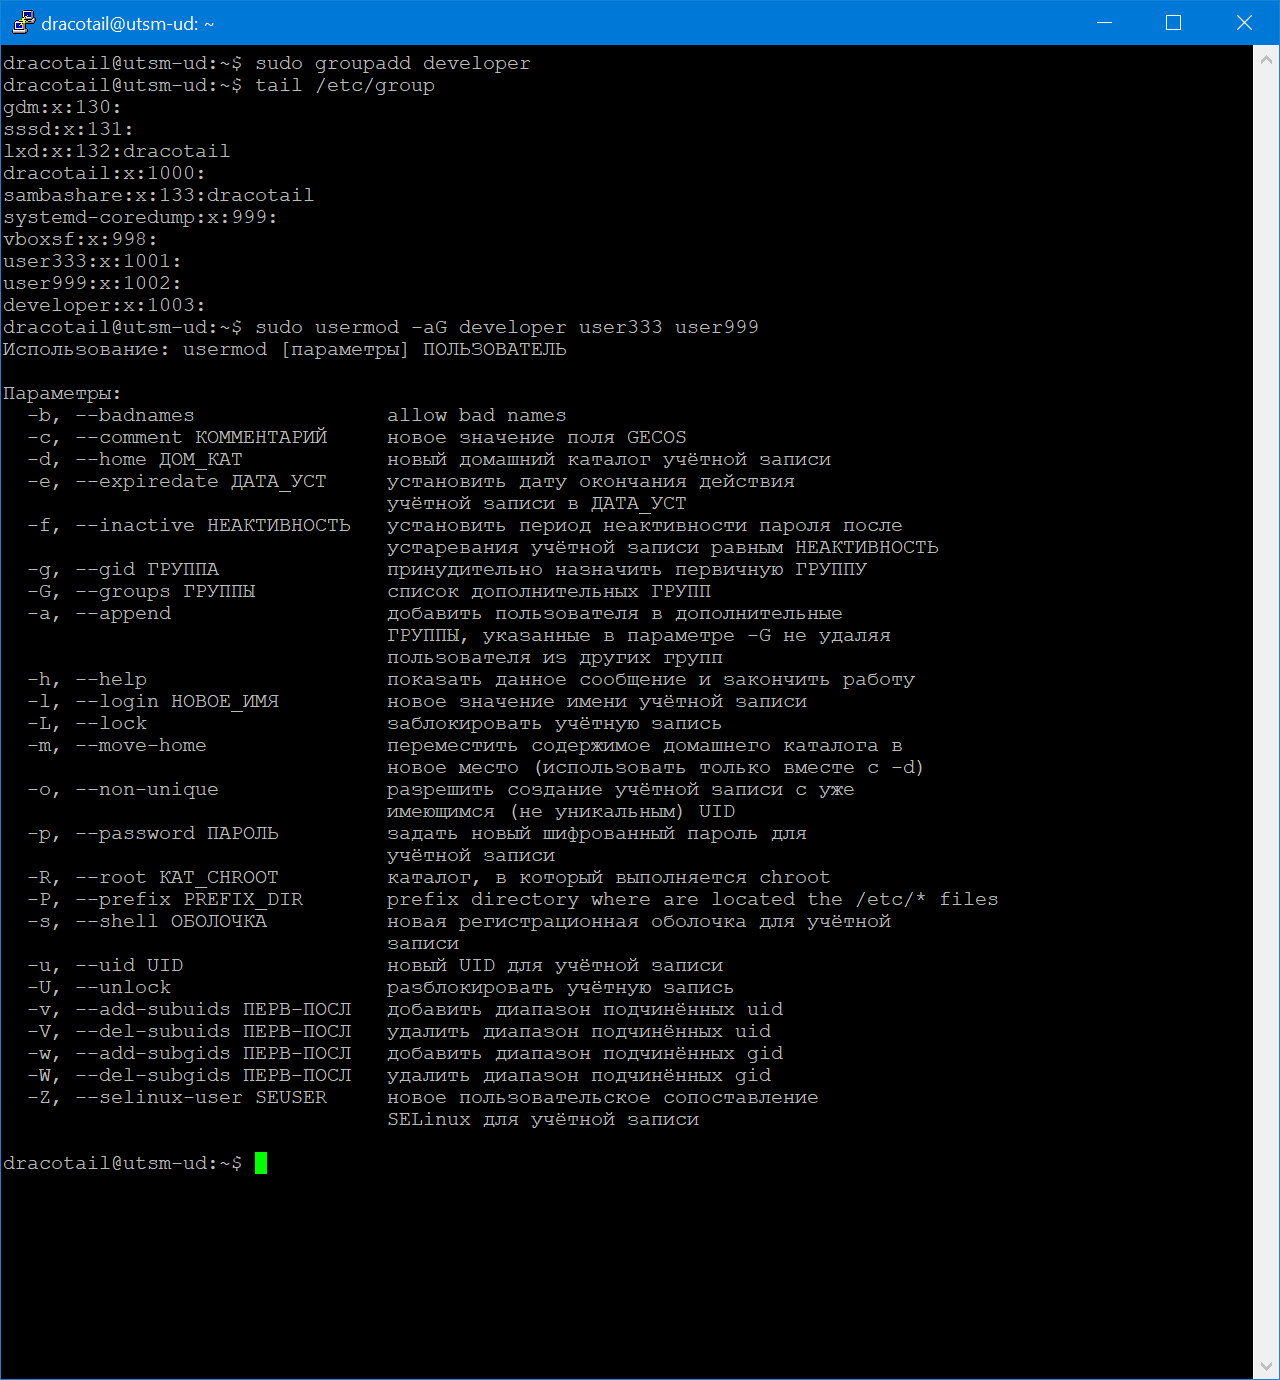 dracotail@utsm-ud: ~
dracotail@utsm-ud:~$ sudo groupadd developer
dracotail@utsm-ud:~$ tail /etc/group
gdm:x:130:
sssd:x:131:
lxd:x:132:dracotail
dracotail:x:1000:
sambashare:x:133:dracotail
systemd-coredump:x:999:
vboxsf:x:998:
user333:x:1001:
user999:x:1002:
developer:x:1003:
dracotail@utsm-ud:~$ sudo usermod -aG developer user333 user999
Использование: usermod [параметры] ПОЛЬЗОВАТЕЛЬ
Параметры:
-b, --badnames allow bad names
-c, --comment КОММЕНТАРИЙ новое значение поля GECOS
-d, --home ДОМ_КАТ новый домашний каталог учётной записи
-e, --expiredate ДАТА_УСТ установить дату окончания действия
учётной записи в ДАТА_УСТ
-f, --inactive НЕАКТИВНОСТЬ установить период неактивности пароля после
устаревания учётной записи равным НЕАКТИВНОСТЬ
-g, --gid ГРУППА принудительно назначить первичную ГРУППУ
-G, --groups ГРУППЫ список дополнительных ГРУПП
-a, --append добавить пользователя в дополнительные
ГРУППЫ, указанные в параметре -G не удаляя
пользователя из других групп
-h, --help показать данное сообщение и закончить работу
-l, --login НОВОЕ_ИМЯ новое значение имени учётной записи
-L, --lock заблокировать учётную запись
-m, --move-home переместить содержимое домашнего каталога в
новое место (использовать только вместе с -d)
-o, --non-unique разрешить создание учётной записи с уже
имеющимся (не уникальным) UID
-p, --password ПАРОЛЬ задать новый шифрованный пароль для
учётной записи
-R, --root КАТ_CHROOT каталог, в который выполняется chroot
-P, --prefix PREFIX_DIR prefix directory where are located the /etc/* files
-s, --shell ОБОЛОЧКА новая регистрационная оболочка для учётной
записи
-u, --uid UID новый UID для учётной записи
-U, --unlock разблокировать учётную запись
-v, --add-subuids ПЕРВ-ПОСЛ добавить диапазон подчинённых uid
-V, --del-subuids ПЕРВ-ПОСЛ удалить диапазон подчинённых uid
-w, --add-subgids ПЕРВ-ПОСЛ добавить диапазон подчинённых gid
-W, --del-subgids ПЕРВ-ПОСЛ удалить диапазон подчинённых gid
-Z, --selinux-user SEUSER новое пользовательское сопоставление
SELinux для учётной записи
dracotail@utsm-ud:~$